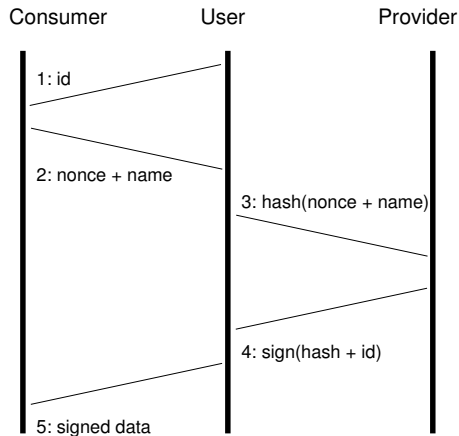 Consumer User Provider
1: id
2: nonce + name
3: hash(nonce + name)
4: sign(hash + id)
5: signed data